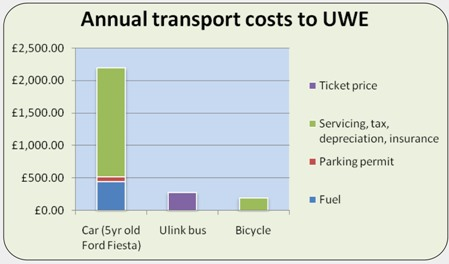 Annual transport costs to UWE
£2,500.00
£2,000.00
£1,500.00
£1,000.00
£500.00
£0.00
Car (5yr old
Ford Fiesta)
Ulink bus
Bicycle
Ticket price
Servicing, tax,
depreciation, insurance
Parking permit
Fuel